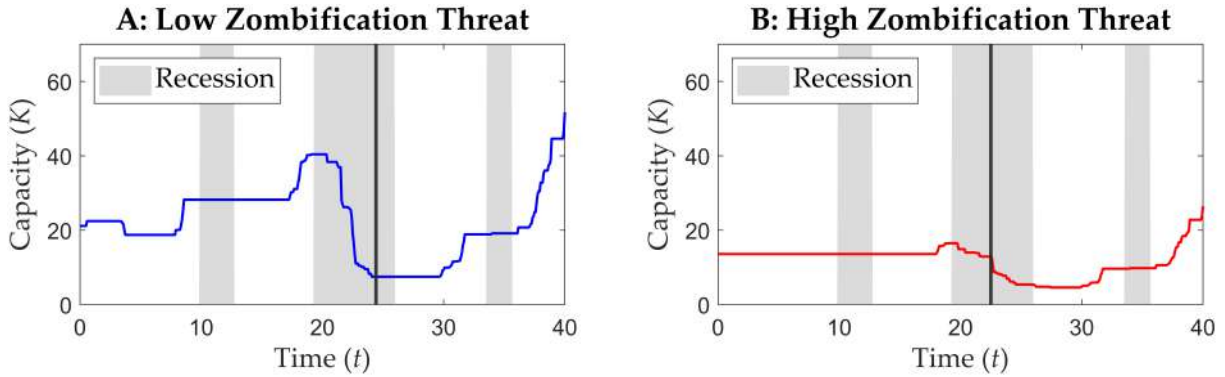 A: Low Zombification Threat
Recession
Capacity (K)
60
40
20
0
0 10 20 30 40
Time (t)
B: High Zombification Threat
Recession
Capacity (K)
60
40
20
0
0 10 20 30 40
Time (t)